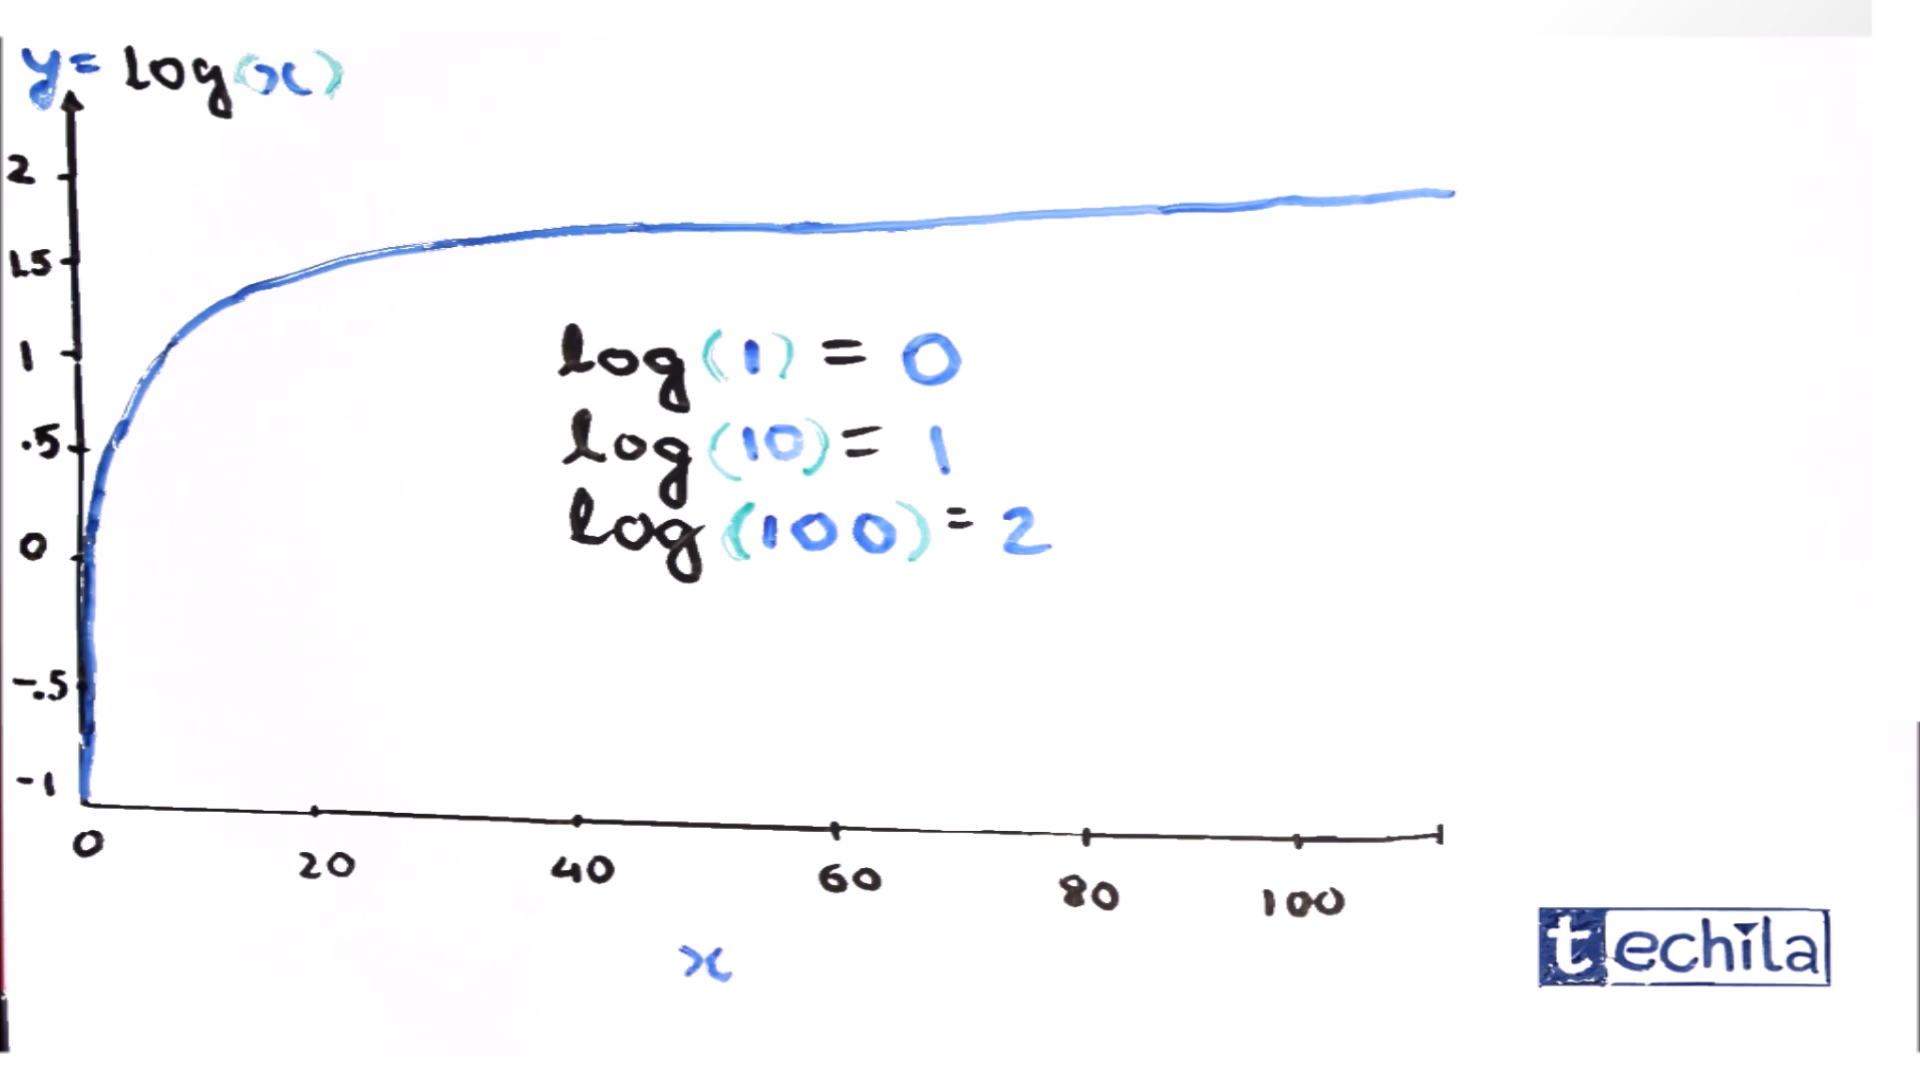 y= log(x)
2
1.5
1
.5
0
-.5
-1
log(1) = 0
log(10) = 1
log(100) = 2
0 20 40 60 80 100
x
techila